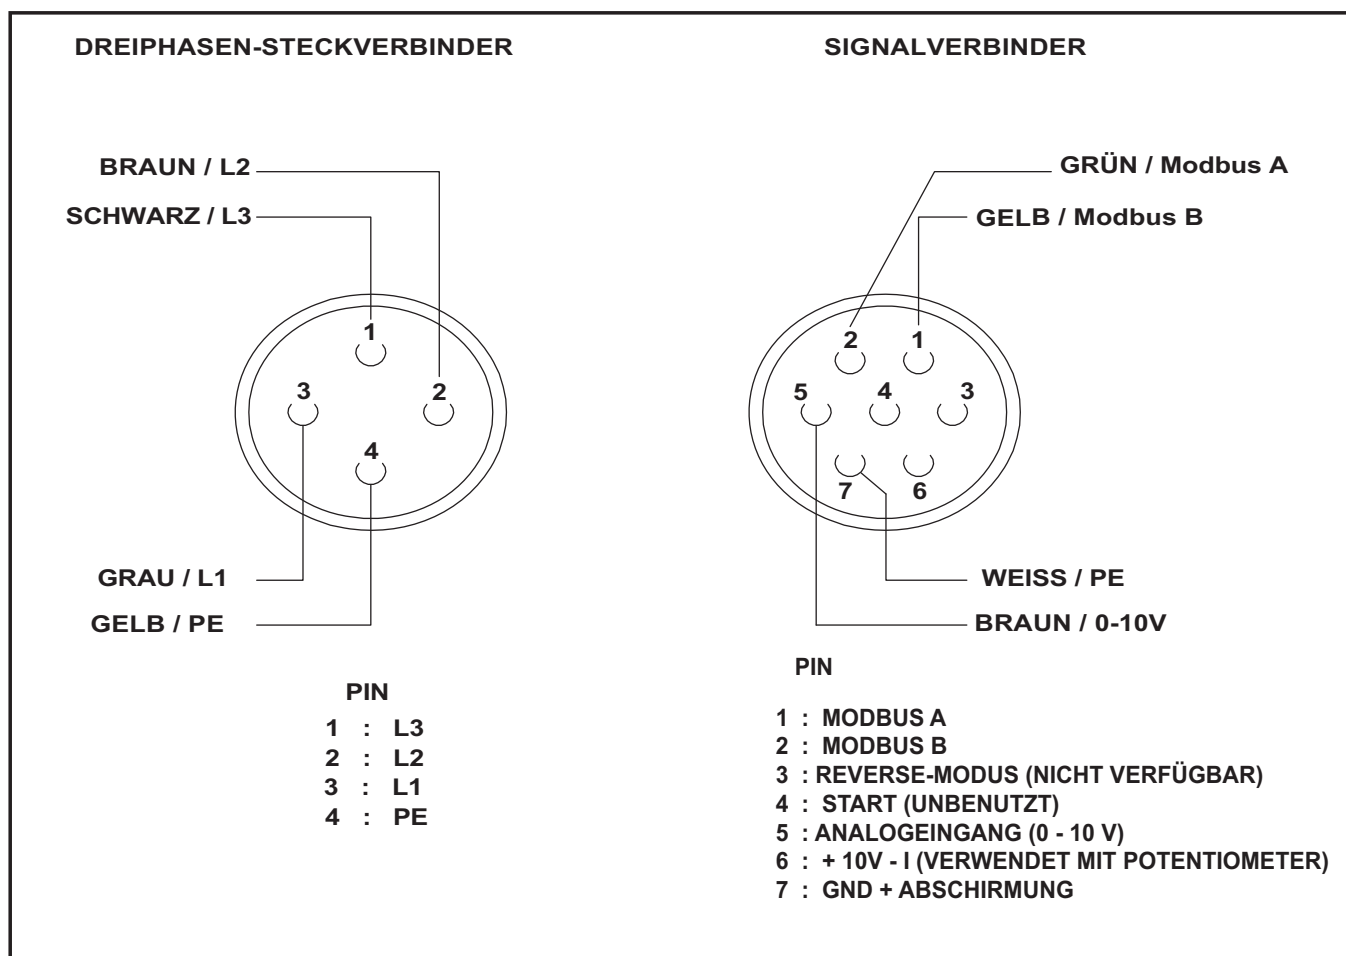 DREIPHASEN-STECKVERBINDER
BRAUN / L2
SCHWARZ / L3
1
3
2
4
GRAU / L1
GELB / PE
PIN
1 : L3
2 : L2
3 : L1
4 : PE
SIGNALVERBINDER
GRÜN / Modbus A
GELB / Modbus B
2 1
5 4 3
7 6
WEISS / PE
BRAUN / 0-10V
PIN
1 : MODBUS A
2 : MODBUS B
3 : REVERSE-MODUS (NICHT VERFÜGBAR)
4 : START (UNBENUTZT)
5 : ANALOGEINGANG (0 - 10 V)
6 : + 10V - I (VERWENDET MIT POTENTIOMETER)
7 : GND + ABSCHIRMUNG